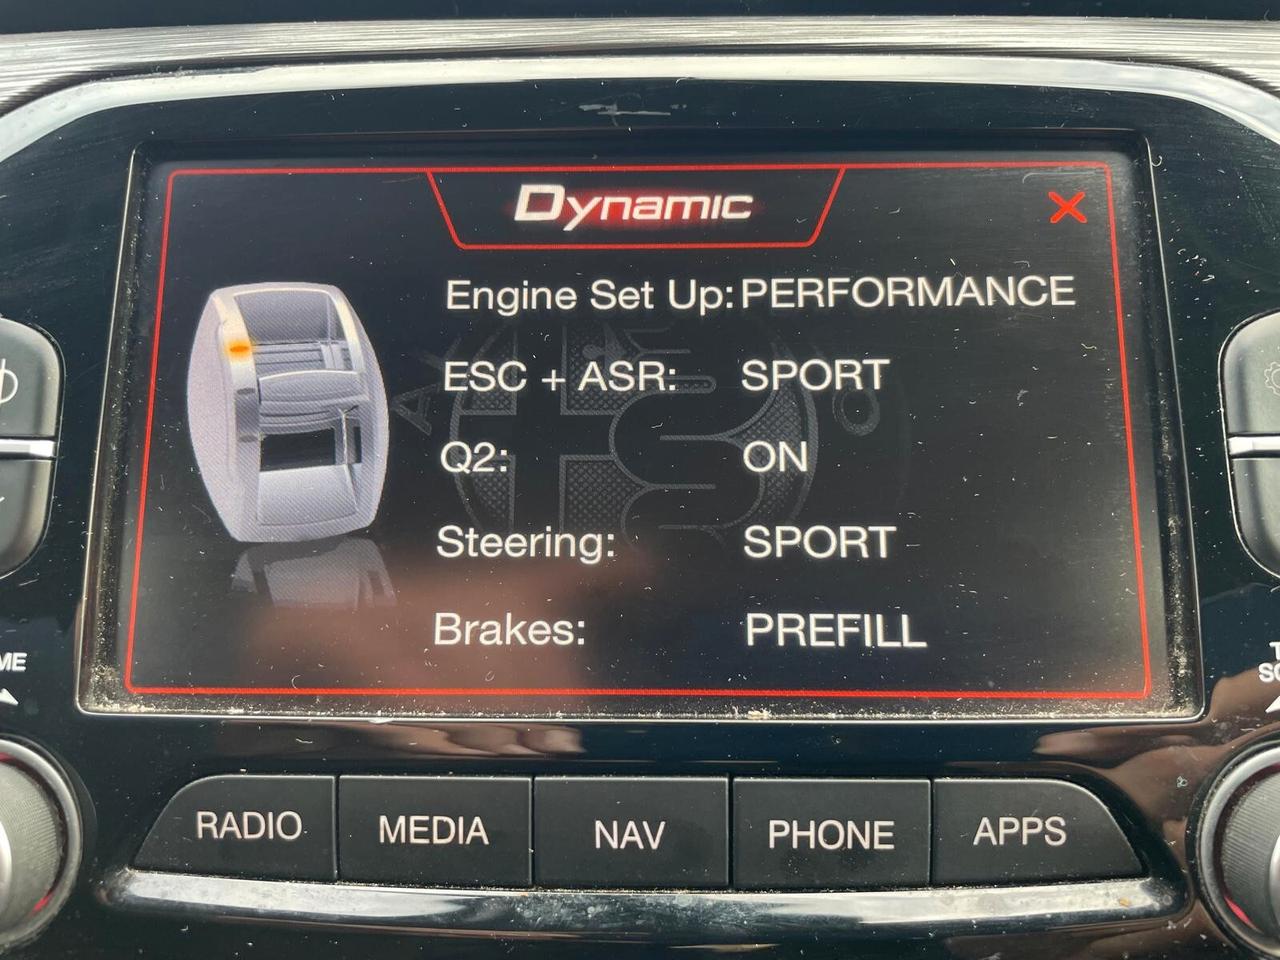 Dynamic
Engine Set Up: PERFORMANCE
ESC + ASR: SPORT
Q2: ON
Steering: SPORT
Brakes: PREFILL
RADIO MEDIA NAV PHONE APPS